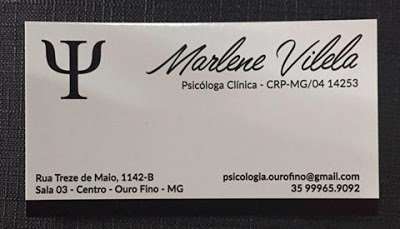 Ψ
Marlene Vilela
Psicóloga Clínica - CRP-MG/04 14253
Rua Treze de Maio, 1142-B
Sala 03 - Centro - Ouro Fino - MG
psicologia.ourofino@gmail.com
35 99965.9092